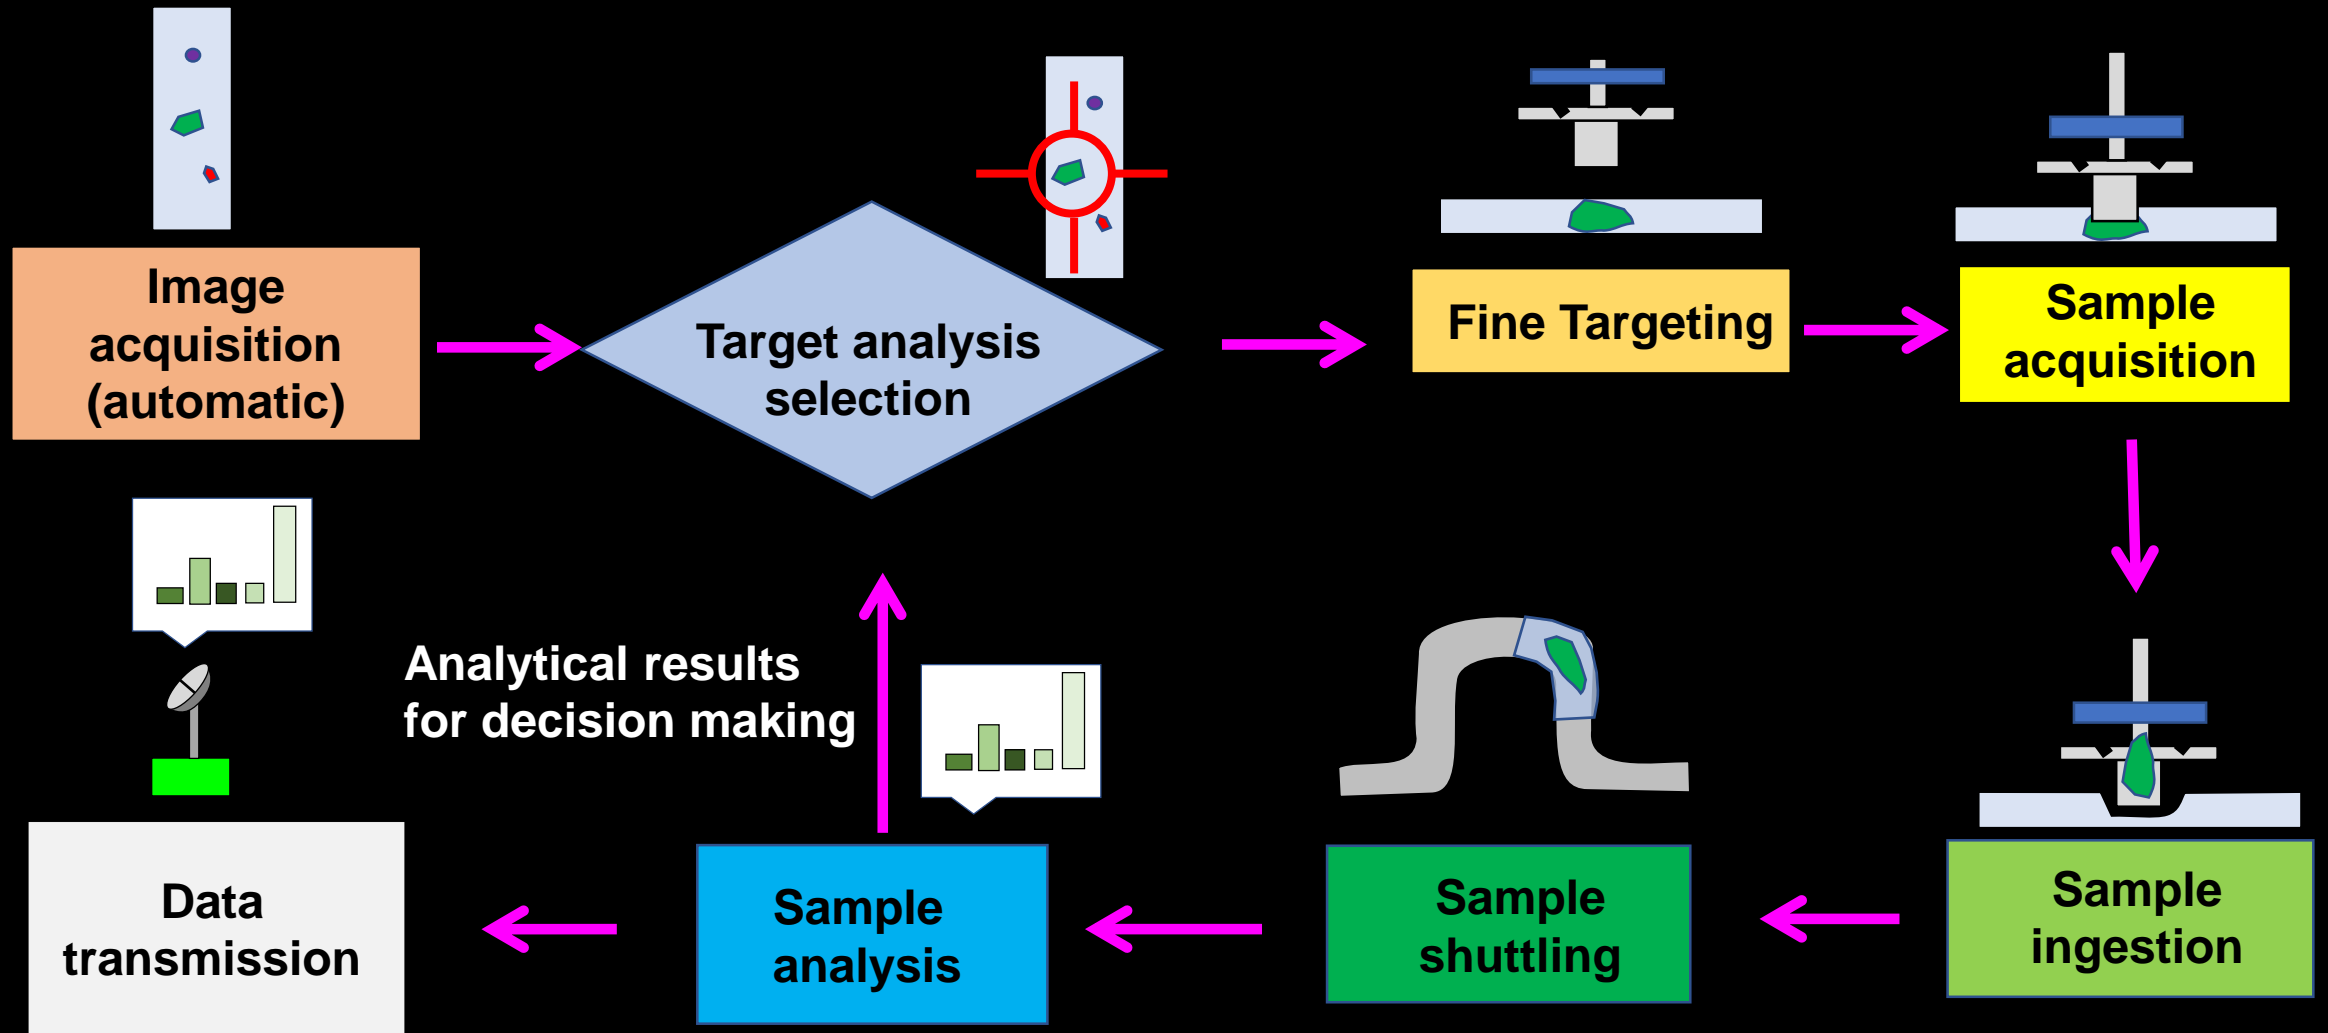 Image
acquisition
(automatic)
Target analysis
selection
Fine Targeting
Sample
acquisition
Analytical results
for decision making
Data
transmission
Sample
analysis
Sample
shuttling
Sample
ingestion